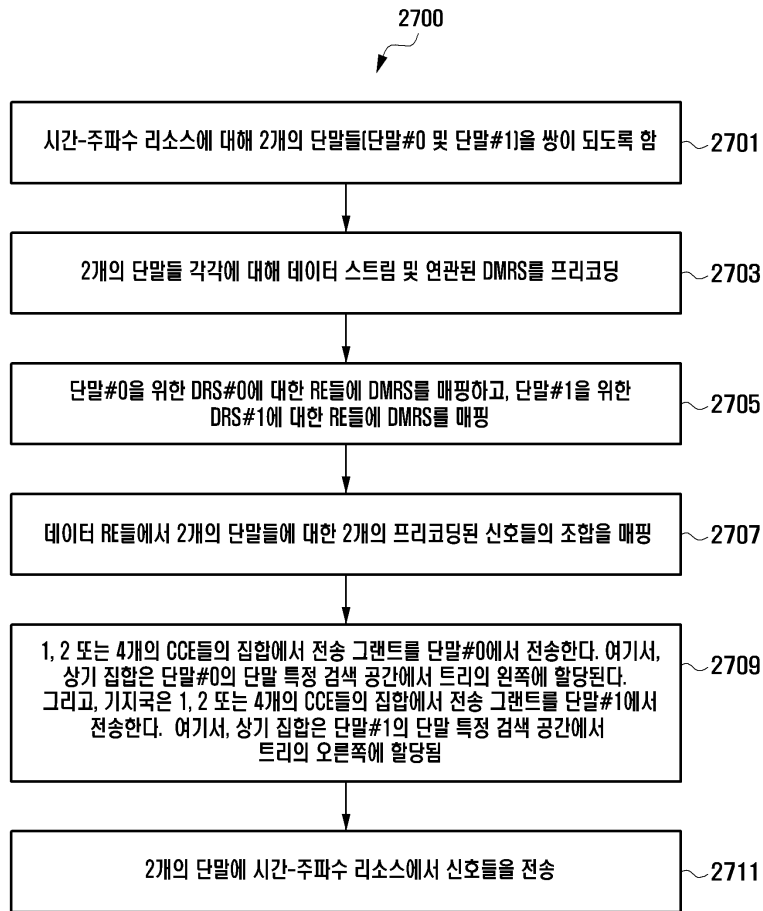 2700
시간-주파수 리소스에 대해 2개의 단말들(단말#0 및 단말#1)을 쌍이 되도록 함
2701
2개의 단말들 각각에 대해 데이터 스트림 및 연관된 DMRS를 프리코딩
2703
단말#0을 위한 DRS#0에 대한 RE들에 DMRS를 매핑하고, 단말#1을 위한
DRS#1에 대한 RE들에 DMRS를 매핑
2705
데이터 RE들에서 2개의 단말들에 대한 2개의 프리코딩된 신호들의 조합을 매핑
2707
1, 2 또는 4개의 CCE들의 집합에서 전송 그랜트를 단말#0에서 전송한다. 여기서,
상기 집합은 단말#0의 단말 특정 검색 공간에서 트리의 왼쪽에 할당된다.
그리고, 기지국은 1, 2 또는 4개의 CCE들의 집합에서 전송 그랜트를 단말#1에서
전송한다. 여기서, 상기 집합은 단말#1의 단말 특정 검색 공간에서
트리의 오른쪽에 할당됨
2709
2개의 단말에 시간-주파수 리소스에서 신호들을 전송
2711